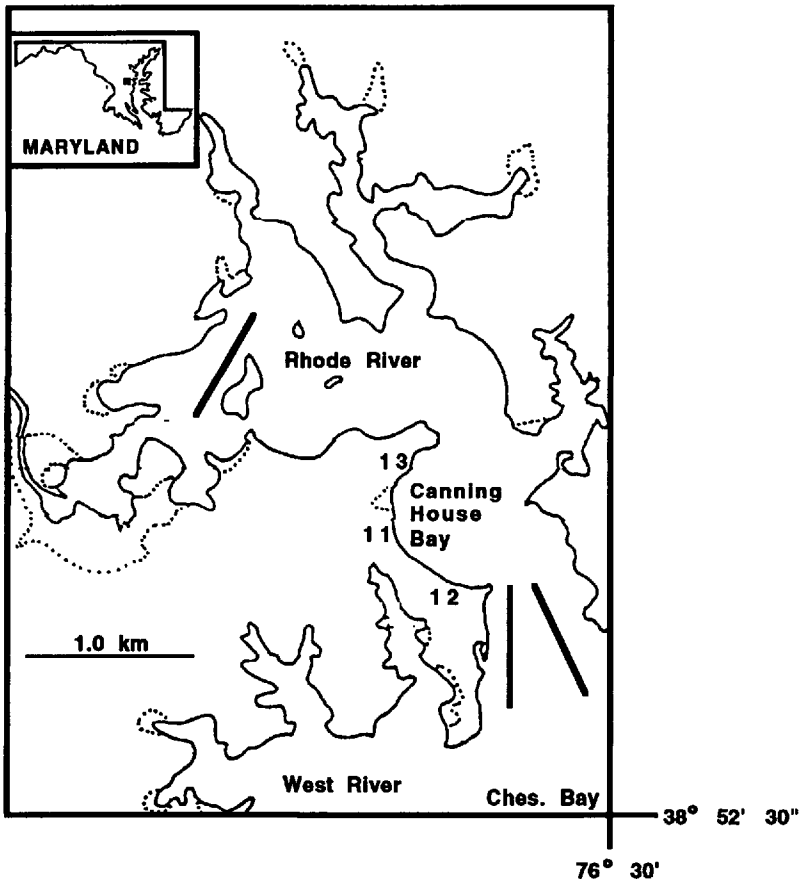 MARYLAND
Rhode River
13
Canning
House
Bay
11
12
1.0 km
West River
Ches. Bay
38° 52' 30"
76° 30'